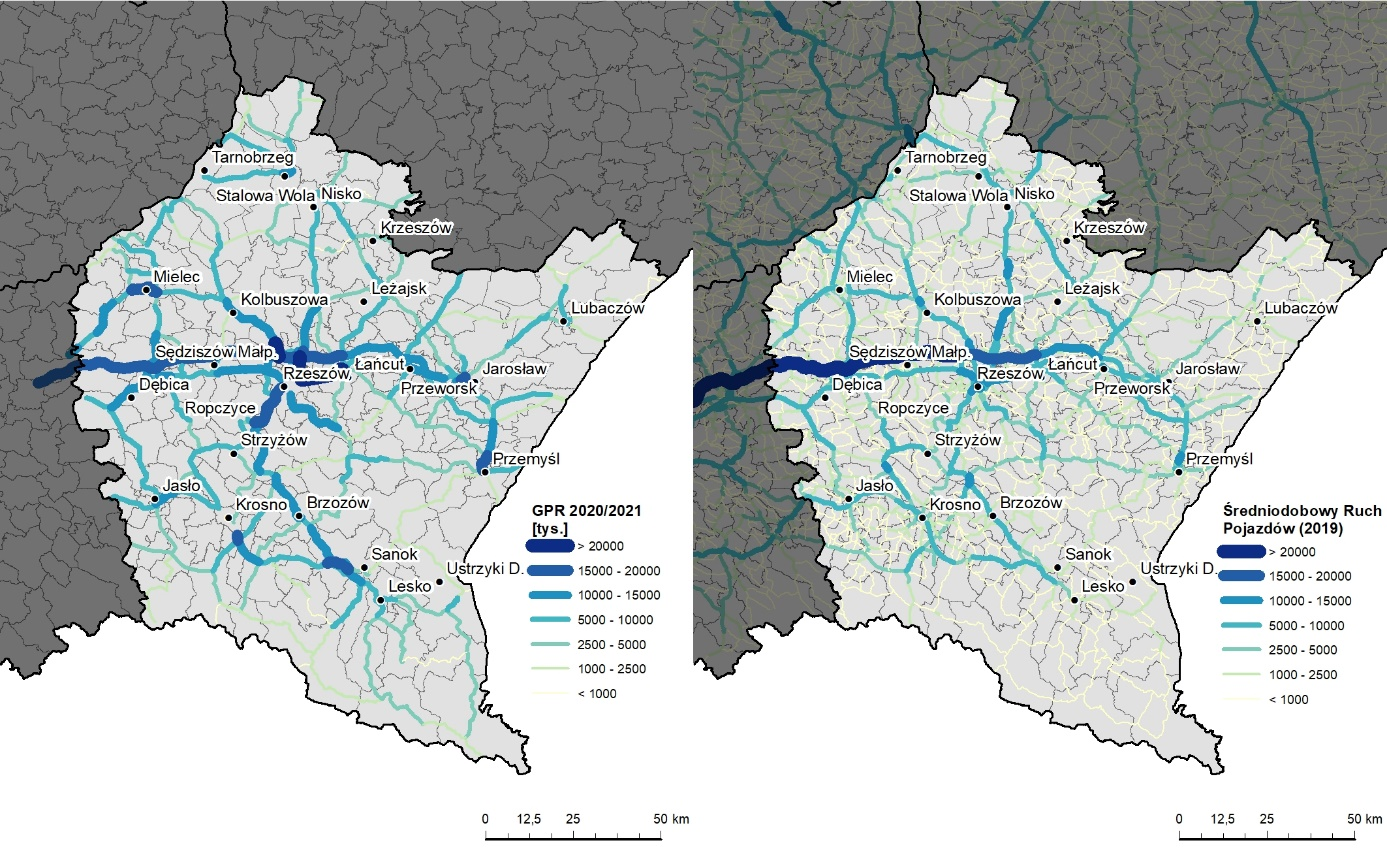 Tarnobrzeg
Stalowa Wola
Nisko
Krzeszów
Mielec
Leżajsk
Kolbuszowa
Lubaczów
Sędziszów Małp.
Łańcut
Jarosław
Rzeszów
Dębica
Przeworsk
Ropczyce
Strzyżów
Przemyśl
Jasło
Krosno
Brzozów
Sanok
Ustrzyki D.
Lesko
GPR 2020/2021
[tys.]
> 20000
15000 - 20000
10000 - 15000
5000 - 10000
2500 - 5000
1000 - 2500
< 1000
0 12,5 25 50 km
Tarnobrzeg
Stalowa Wola
Nisko
Krzeszów
Mielec
Leżajsk
Kolbuszowa
Lubaczów
Sędziszów Małp.
Łańcut
Jarosław
Rzeszów
Dębica
Przeworsk
Ropczyce
Strzyżów
Przemyśl
Jasło
Krosno
Brzozów
Sanok
Ustrzyki D.
Lesko
Średniodobowy Ruch
Pojazdów (2019)
> 20000
15000 - 20000
10000 - 15000
5000 - 10000
2500 - 5000
1000 - 2500
< 1000
0 12,5 25 50 km